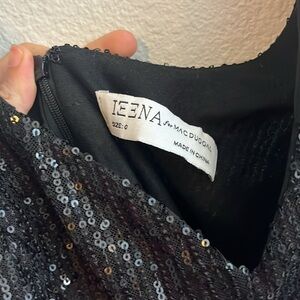 IEENA for MAC DUGGAL
SIZE: 0
MADE IN CHINA